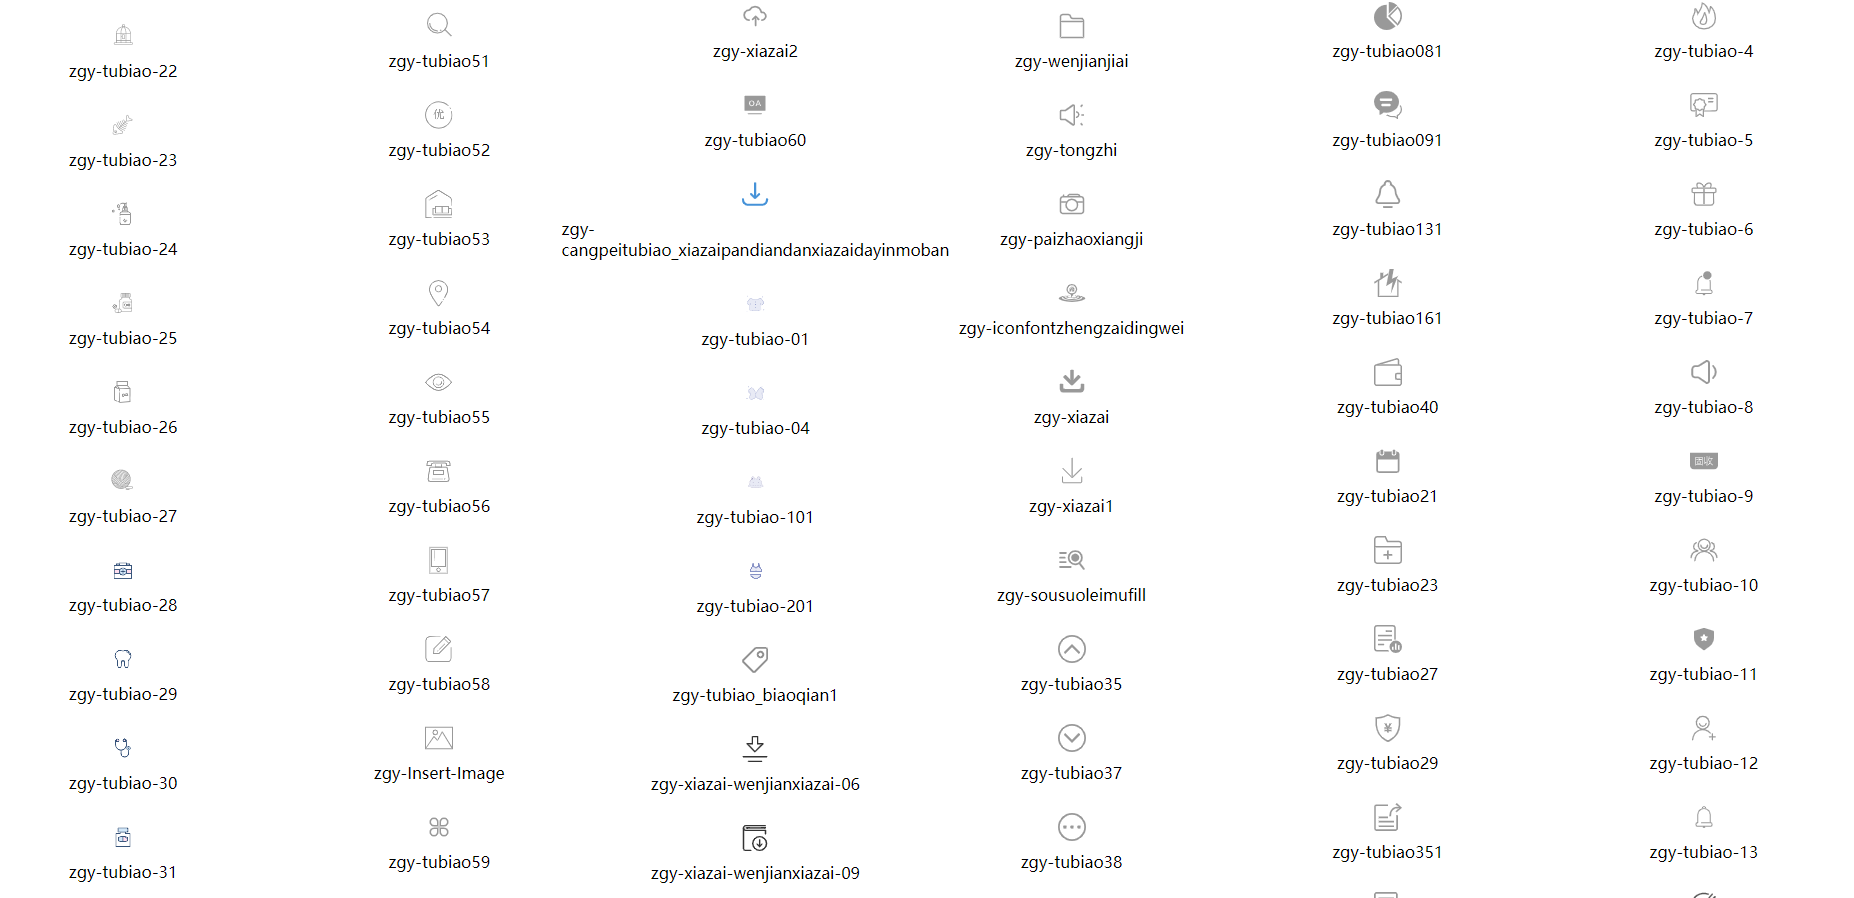 zgy-tubiao-22
zgy-tubiao-23
zgy-tubiao-24
zgy-tubiao-25
zgy-tubiao-26
zgy-tubiao-27
zgy-tubiao-28
zgy-tubiao-29
zgy-tubiao-30
zgy-tubiao-31
zgy-tubiao51
优
zgy-tubiao52
zgy-tubiao53
zgy-tubiao54
zgy-tubiao55
zgy-tubiao56
zgy-tubiao57
zgy-tubiao58
zgy-Insert-Image
zgy-tubiao59
zgy-xiazai2
OA
zgy-tubiao60
zgy-
cangpeitubiao_xiazaipandiandanxiazaidayinmoban
zgy-tubiao-01
zgy-tubiao-04
zgy-tubiao-101
zgy-tubiao-201
zgy-tubiao_biaoqian1
zgy-xiazai-wenjianxiazai-06
zgy-xiazai-wenjianxiazai-09
zgy-wenjianjiai
zgy-tongzhi
zgy-paizhaoxiangji
zgy-iconfontzhengzaidingwei
zgy-xiazai
zgy-xiazai1
zgy-sousuoleimufill
zgy-tubiao35
zgy-tubiao37
zgy-tubiao38
zgy-tubiao081
zgy-tubiao091
zgy-tubiao131
zgy-tubiao161
zgy-tubiao40
zgy-tubiao21
zgy-tubiao23
zgy-tubiao27
¥
zgy-tubiao29
zgy-tubiao351
zgy-tubiao-4
zgy-tubiao-5
zgy-tubiao-6
zgy-tubiao-7
zgy-tubiao-8
固收
zgy-tubiao-9
zgy-tubiao-10
zgy-tubiao-11
zgy-tubiao-12
zgy-tubiao-13